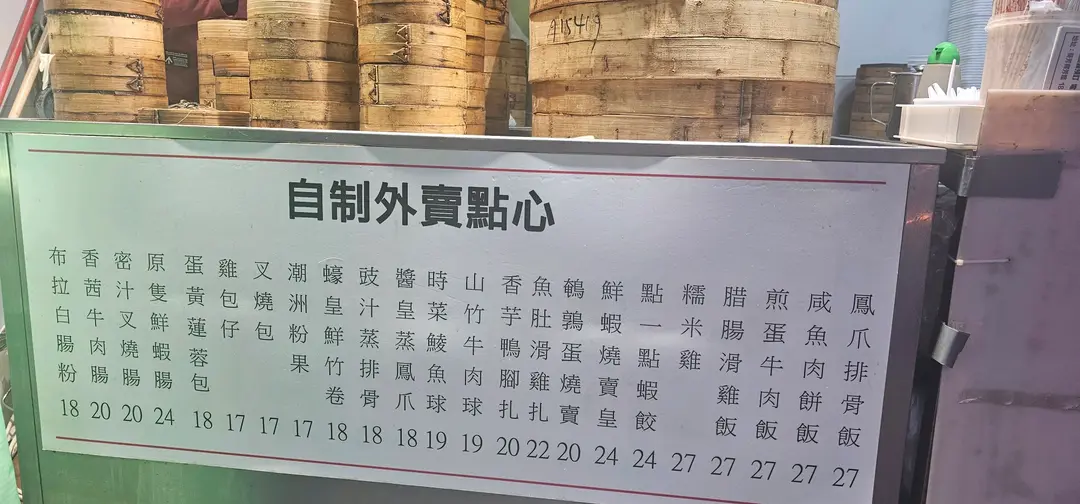 自制外賣點心
布拉白腸粉 18
香茜牛肉腸 20
密汁叉燒腸 20
原隻鮮蝦腸 24
蛋黃蓮蓉包 18
雞包仔 17
叉燒包 17
潮洲粉果 17
蠔皇鮮竹卷 18
豉汁蒸排骨 18
醬皇蒸鳳爪 18
時菜鯪魚球 19
山竹牛肉球 19
香芋鴨腳扎 20
魚肚滑雞扎 22
鵪鶉蛋燒賣 20
鮮蝦燒賣皇 24
點一點蝦餃 24
糯米雞 27
腊腸滑雞飯 27
煎蛋牛肉飯 27
咸魚肉餅飯 27
鳳爪排骨飯 27